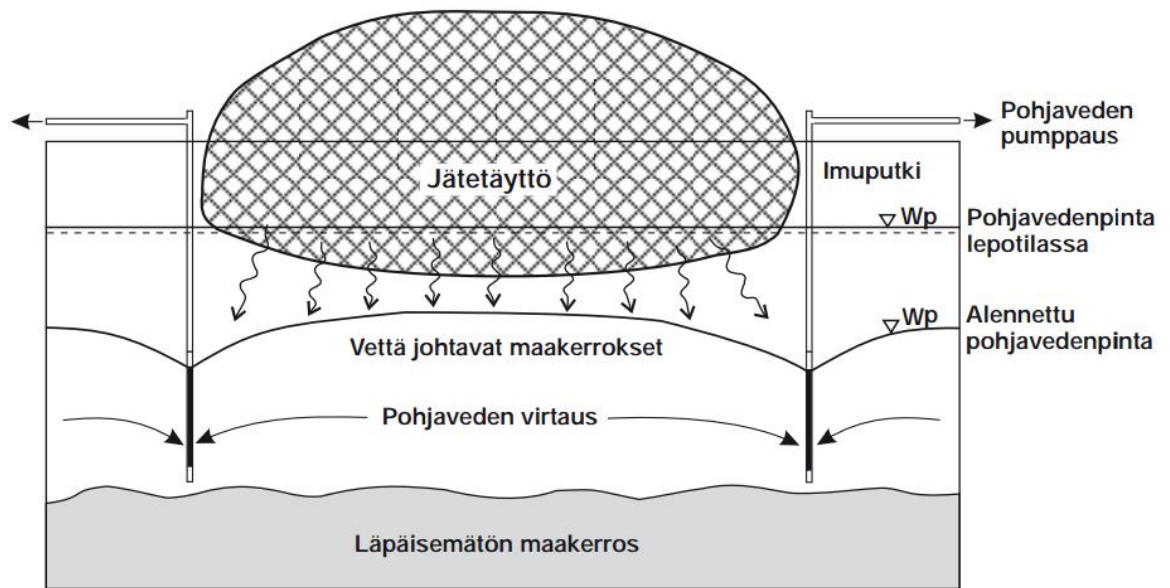 Pohjaveden
pumppaus
Imuputki
Jätetäyttö
Wp
Pohjavedenpinta
lepotilassa
Wp
Alennettu
pohjavedenpinta
Vettä johtavat maakerrokset
Pohjaveden virtaus
Läpäisemätön maakerros